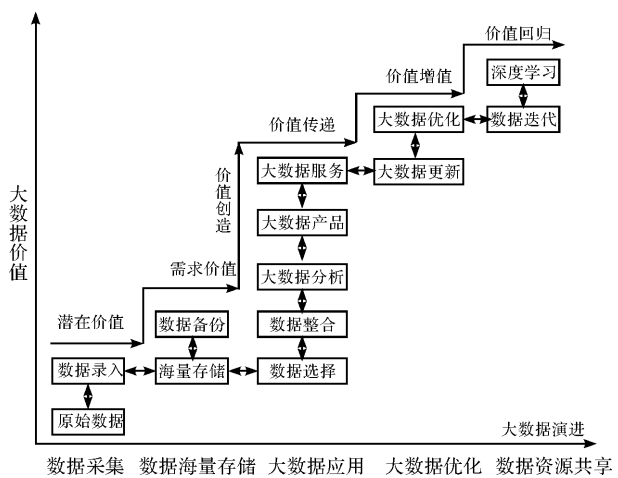 价值回归
深度学习
价值增值
大数据优化
数据迭代
价值传递
大数据服务
大数据更新
价值创造
大数据产品
大数据价值
需求价值
大数据分析
潜在价值
数据备份
数据整合
数据录入
海量存储
数据选择
原始数据
大数据演进
数据采集 数据海量存储 大数据应用 大数据优化 数据资源共享